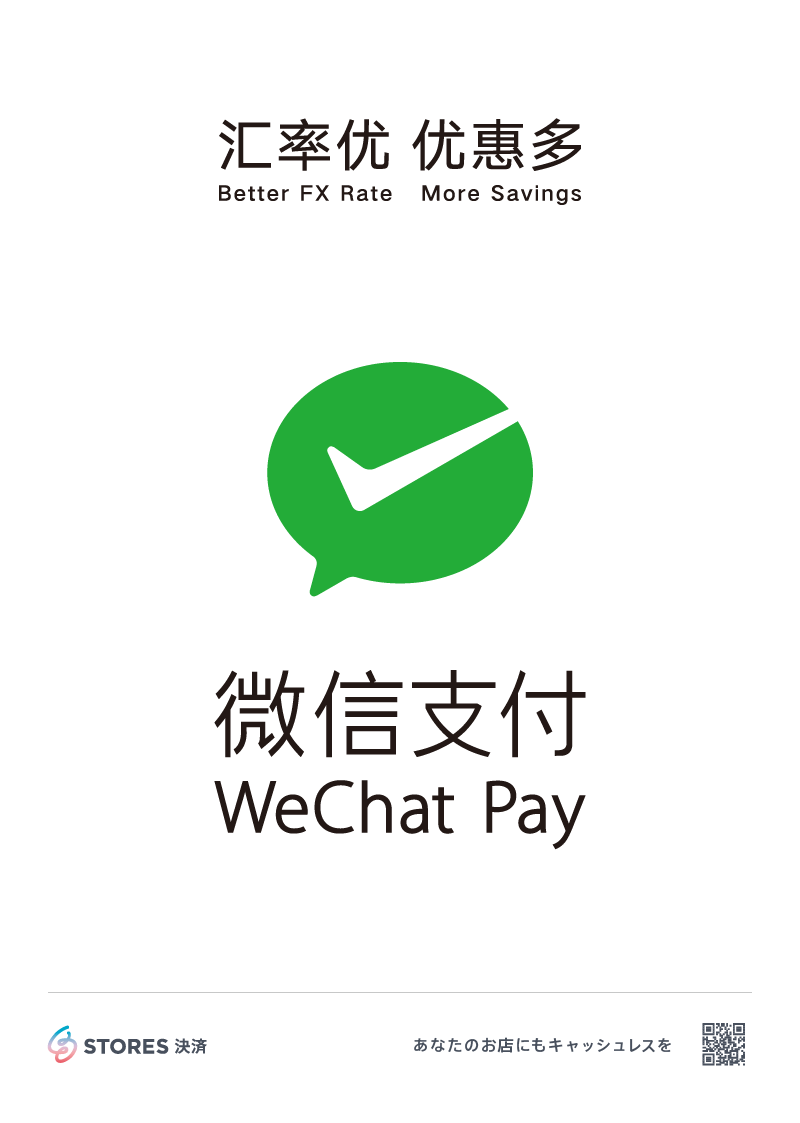 汇率优 优惠多
Better FX Rate More Savings
微信支付
WeChat Pay
STORES 決済
あなたのお店にもキャッシュレスを